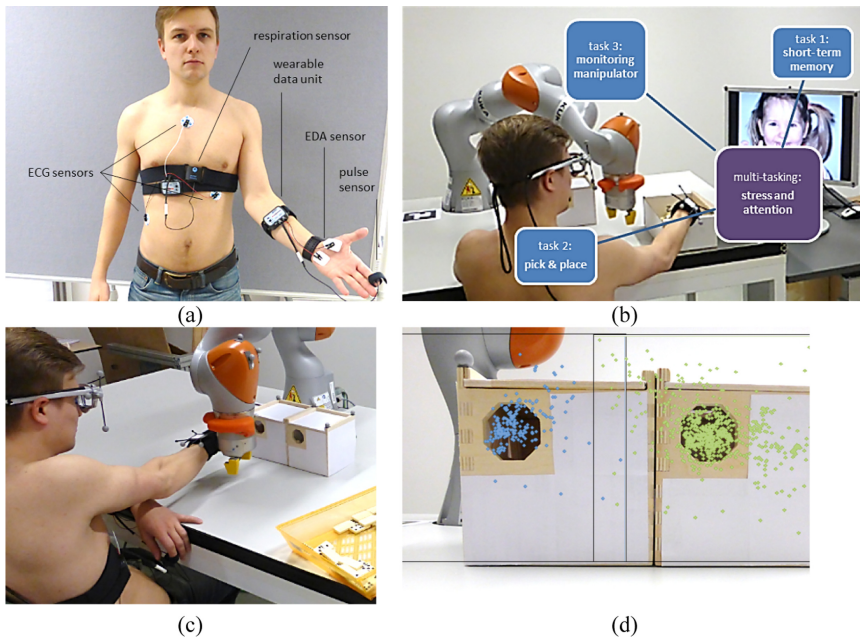 respiration sensor
wearable
data unit
EDA sensor
pulse
sensor
ECG sensors
(a)
task 3:
monitoring
manipulator
task 1:
short-term
memory
multi-tasking:
stress and
attention
task 2:
pick & place
(b)
(c)
(d)